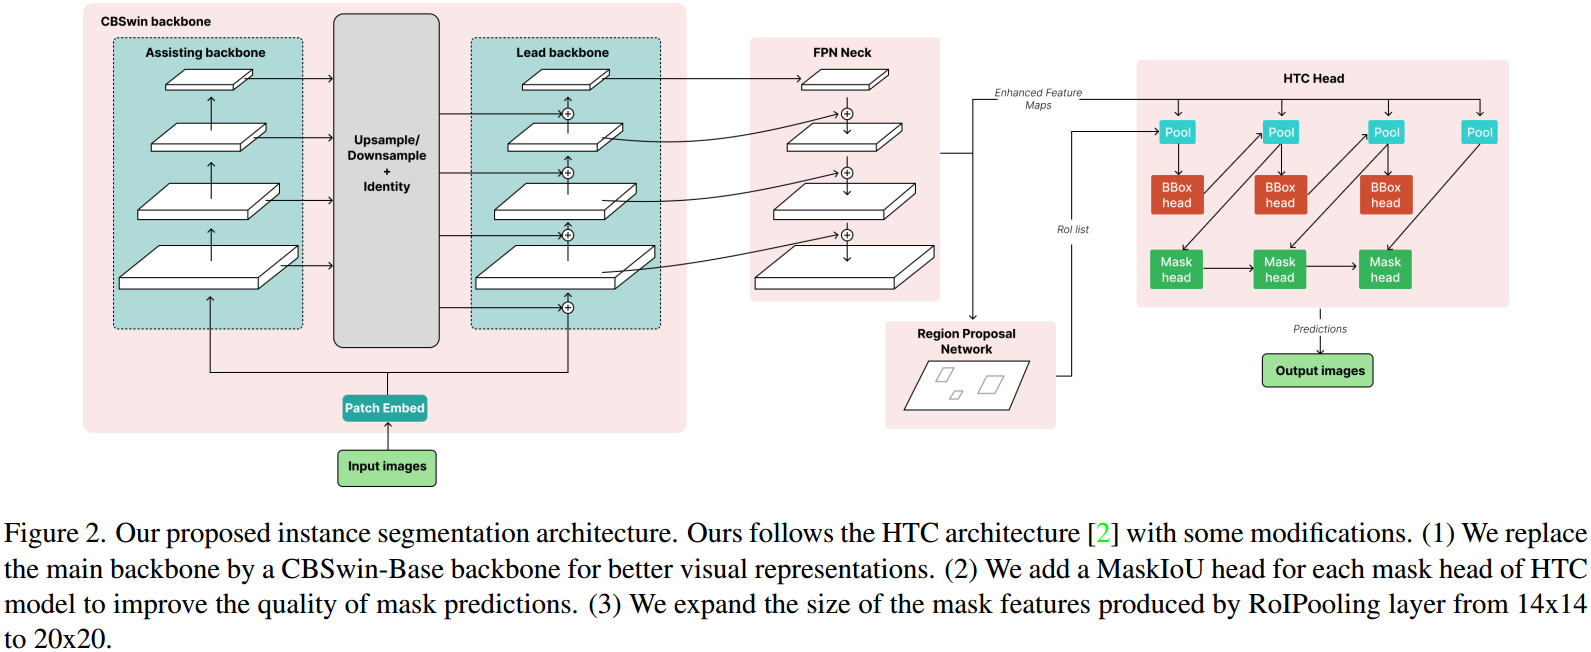 CBSwin backbone
Assisting backbone
Upsample/
Downsample
+
Identity
Lead backbone
Patch Embed
Input images
FPN Neck
Region Proposal
Network
Enhanced Feature
Maps
RoI list
HTC Head
Pool
Pool
Pool
Pool
BBox
head
BBox
head
BBox
head
Mask
head
Mask
head
Mask
head
Predictions
Output images
Figure 2. Our proposed instance segmentation architecture. Ours follows the HTC architecture [2] with some modifications. (1) We replace
the main backbone by a CBSwin-Base backbone for better visual representations. (2) We add a MaskIoU head for each mask head of HTC
model to improve the quality of mask predictions. (3) We expand the size of the mask features produced by RoIPooling layer from 14x14
to 20x20.